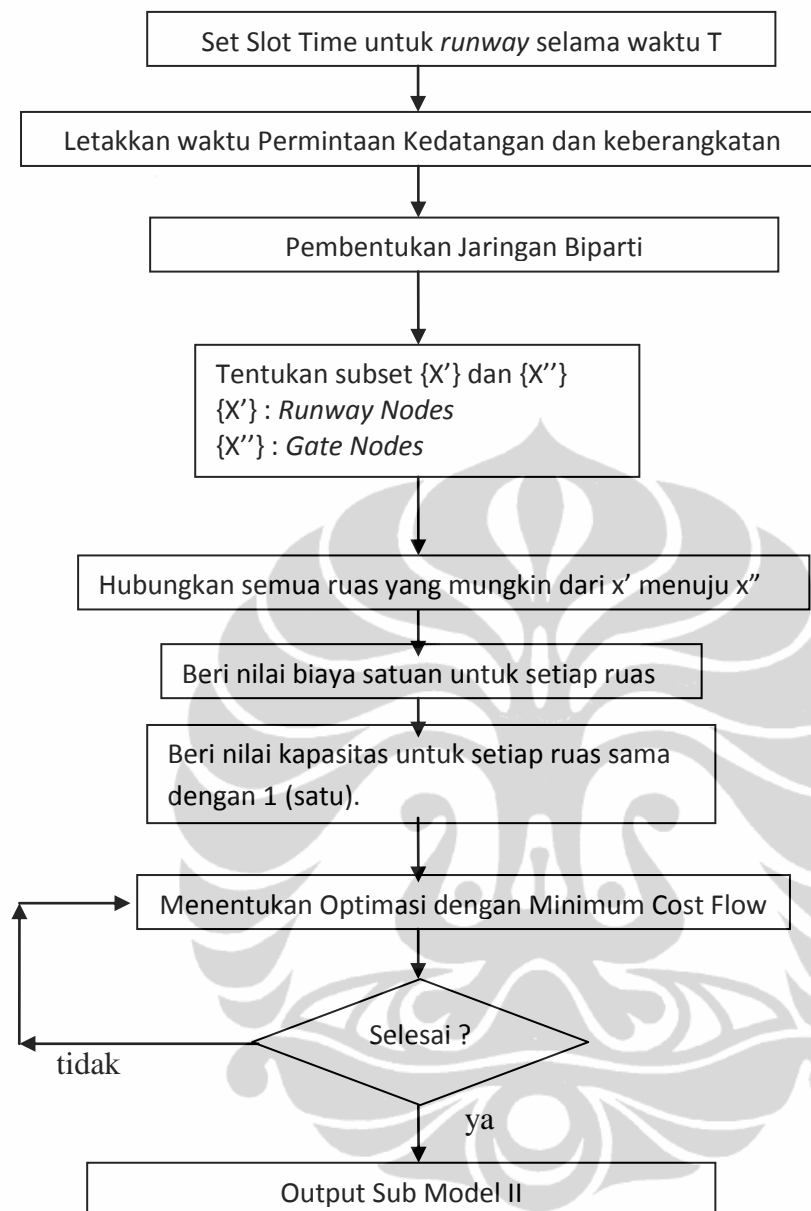 Set Slot Time untuk runway selama waktu T
Letakkan waktu Permintaan Kedatangan dan keberangkatan
Pembentukan Jaringan Biparti
Tentukan subset {X'} dan {X''}
{X'} : Runway Nodes
{X''} : Gate Nodes
Hubungkan semua ruas yang mungkin dari x' menuju x”
Beri nilai biaya satuan untuk setiap ruas
Beri nilai kapasitas untuk setiap ruas sama
dengan 1 (satu).
Menentukan Optimasi dengan Minimum Cost Flow
Selesai ?
tidak
ya
Output Sub Model II